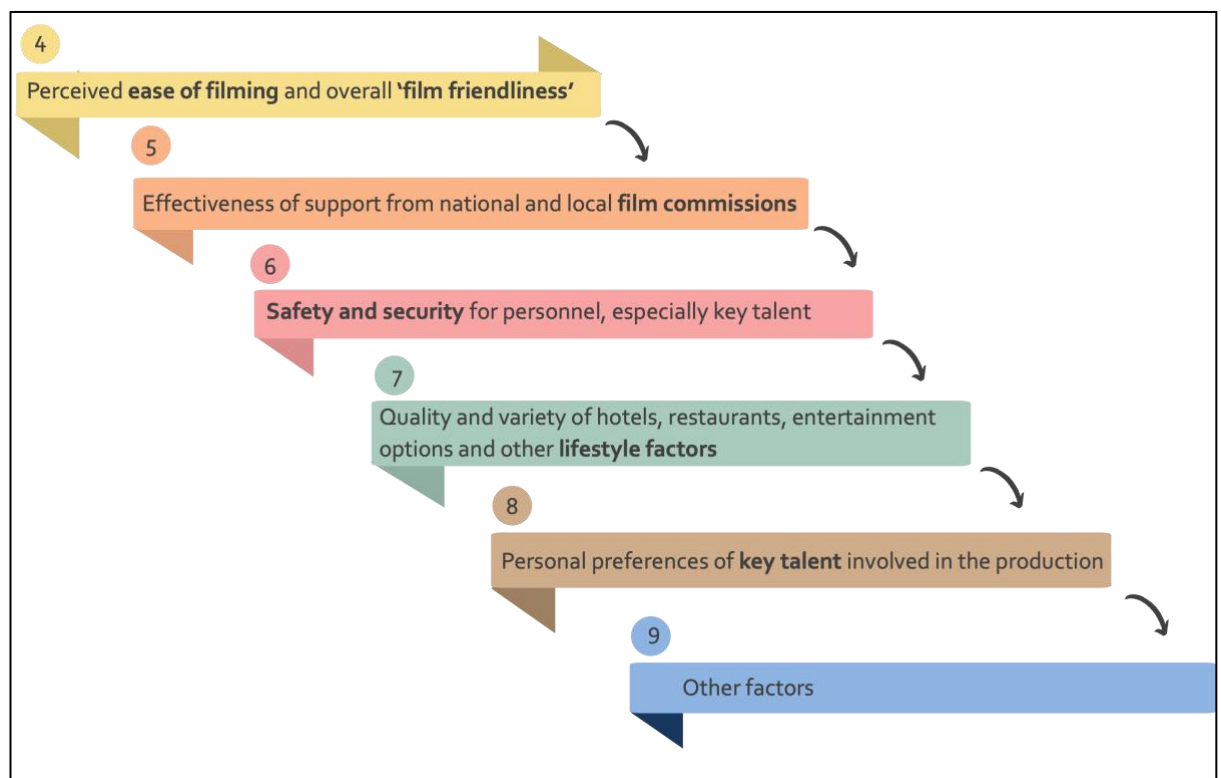 4
Perceived ease of filming and overall ‘film friendliness’
5
Effectiveness of support from national and local film commissions
6
Safety and security for personnel, especially key talent
7
Quality and variety of hotels, restaurants, entertainment
options and other lifestyle factors
8
Personal preferences of key talent involved in the production
9
Other factors